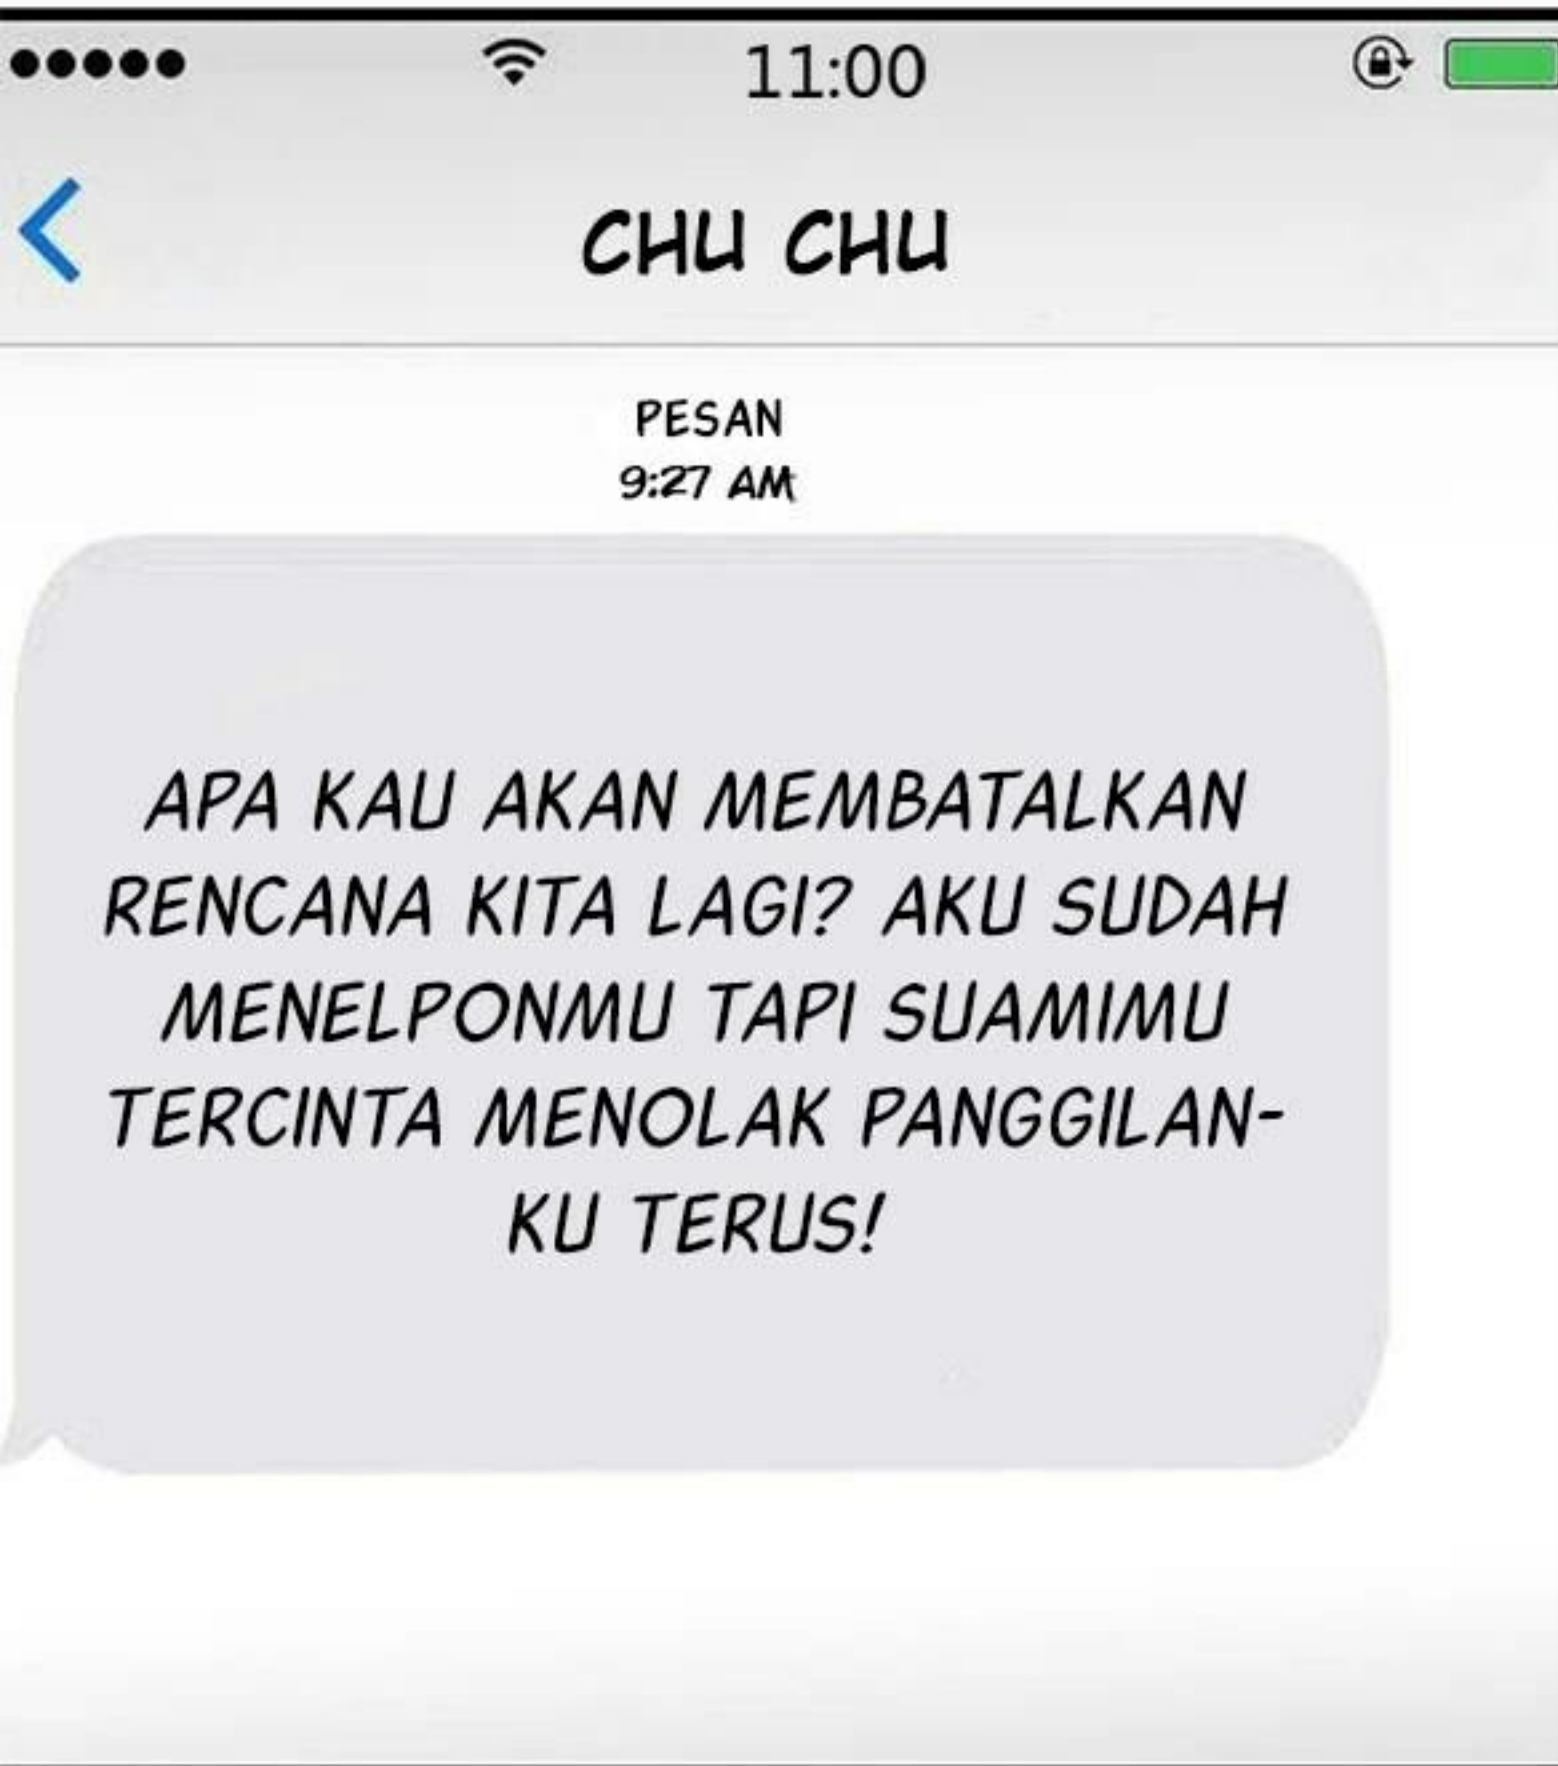 11:00
CHU CHU
PESAN
9:27 AM
APA KAU AKAN MEMBATALKAN
RENCANA KITA LAGI? AKU SUDAH
MENELPONMU TAPI SUAMIMU
TERCINTA MENOLAK PANGGILAN-
KU TERUS!